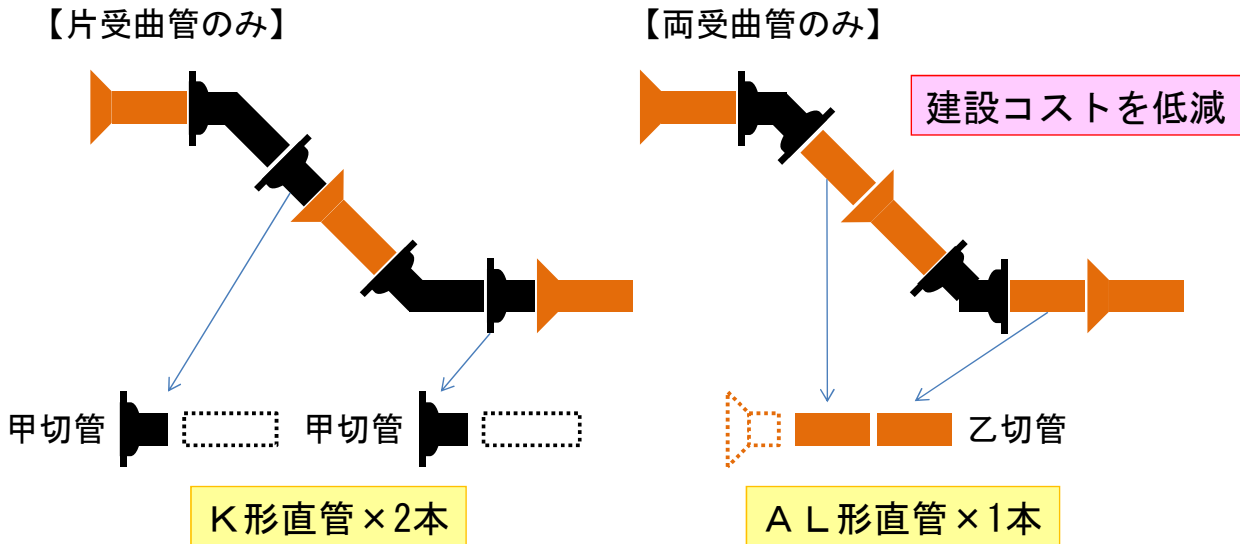 【片受曲管のみ】
【両受曲管のみ】
建設コストを低減
甲切管
甲切管
乙切管
K形直管×2本
AL形直管×1本